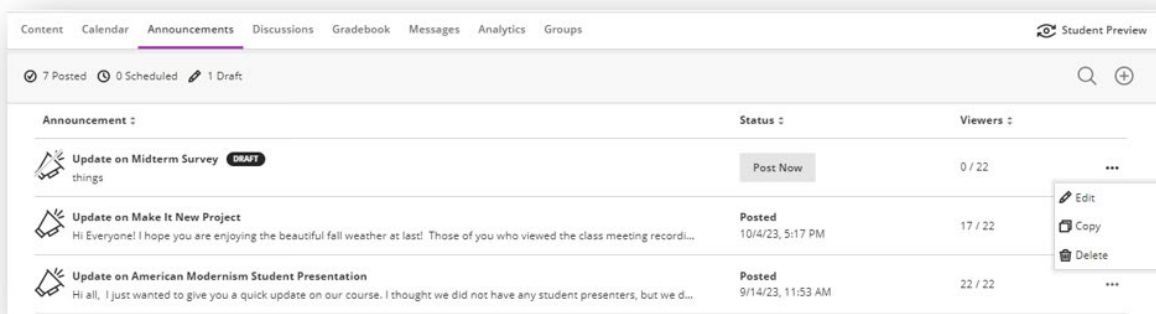 Content Calendar Announcements Discussions Gradebook Messages Analytics Groups Student Preview
7 Posted 0 Scheduled 1 Draft
Announcement Status Viewers
Update on Midterm Survey DRAFT Post Now 0 / 22
things
Edit
Update on Make It New Project Posted 17 / 22
Hi Everyone! I hope you are enjoying the beautiful fall weather at last! Those of you who viewed the class meeting recordi... 10/4/23, 5:17 PM
Copy
Delete
Update on American Modernism Student Presentation Posted 22 / 22
Hi all, I just wanted to give you a quick update on our course. I thought we did not have any student presenters, but we d... 9/14/23, 11:53 AM